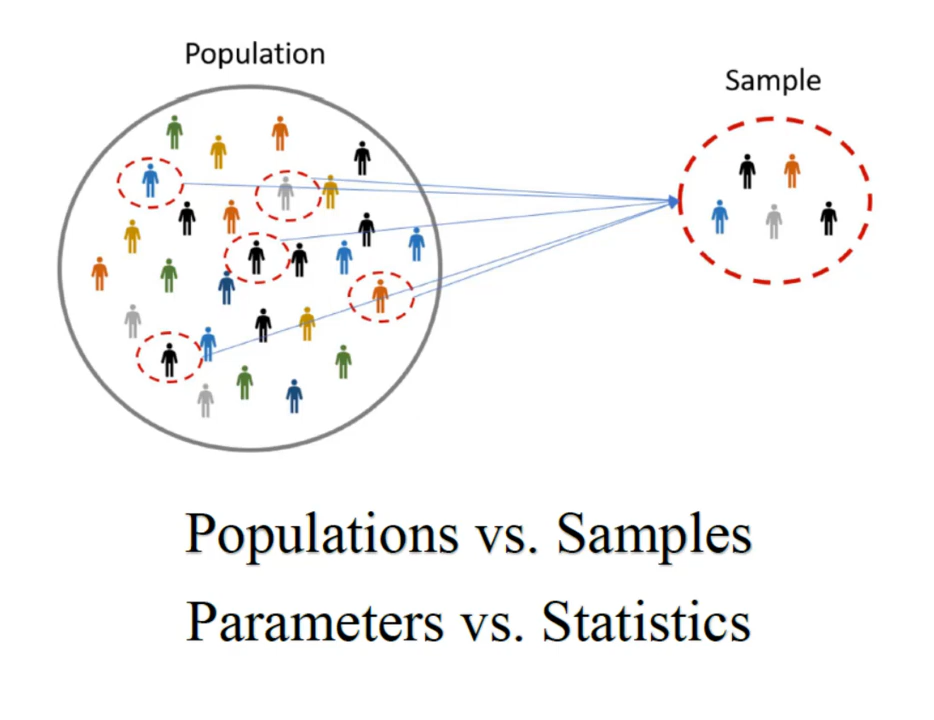 Population
Sample
Populations vs. Samples
Parameters vs. Statistics